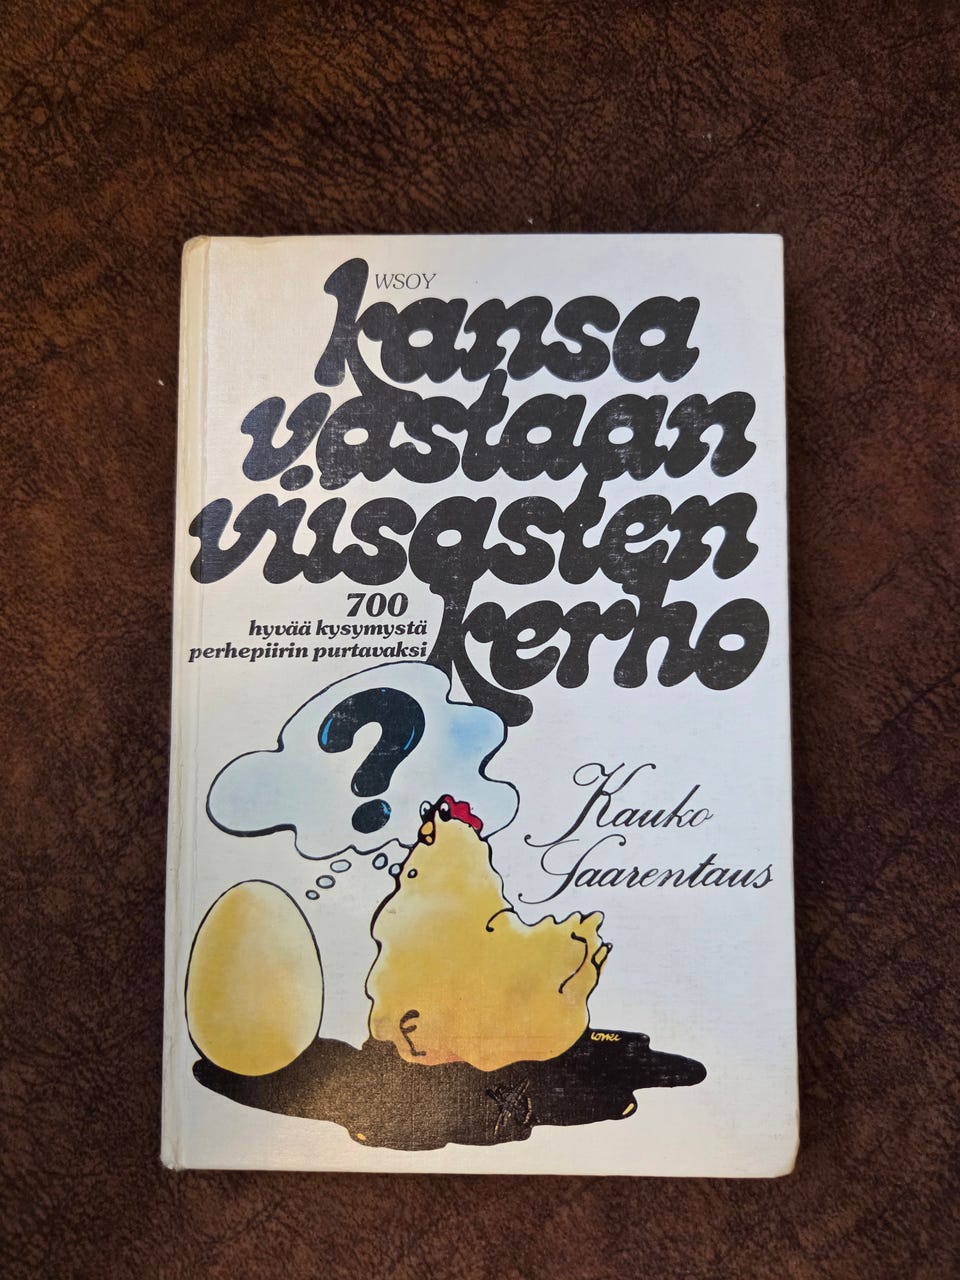 WSOY
kansa
vastaan
viisasten
kerho
700
hyvää kysymystä
perhepiirin purtavaksi
Kauko
Saarentaus